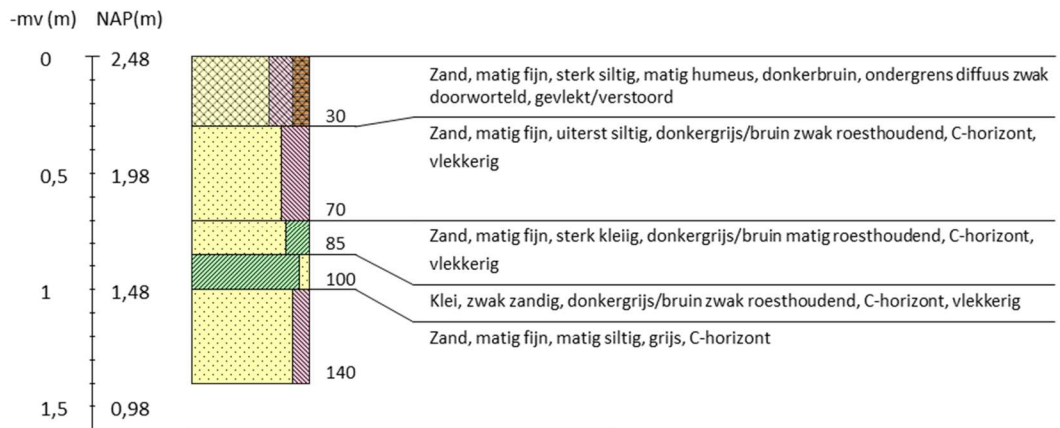 -mv (m) NAP(m)
0 2,48
Zand, matig fijn, sterk siltig, matig humeus, donkerbruin, ondergrens diffuus zwak
doorworteld, gevlekt/verstoord
30
Zand, matig fijn, uiterst siltig, donkergrijs/bruin zwak roesthoudend, C-horizont,
vlekkerig
0,5 1,98
70
Zand, matig fijn, sterk kleiig, donkergrijs/bruin matig roesthoudend, C-horizont,
vlekkerig
85
100
1 1,48
Klei, zwak zandig, donkergrijs/bruin zwak roesthoudend, C-horizont, vlekkerig
Zand, matig fijn, matig siltig, grijs, C-horizont
140
1,5 0,98